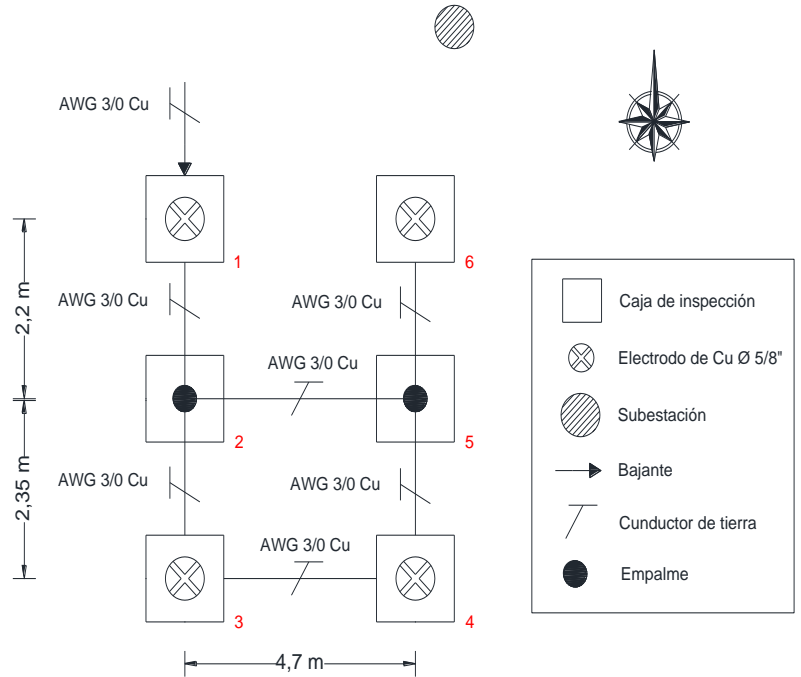 AWG 3/0 Cu
1
6
2,2 m
AWG 3/0 Cu
AWG 3/0 Cu
AWG 3/0 Cu
2
5
2,35 m
AWG 3/0 Cu
AWG 3/0 Cu
AWG 3/0 Cu
3
4
4,7 m
Caja de inspección
Electrodo de Cu Ø 5/8"
Subestación
Bajante
Cunductor de tierra
Empalme